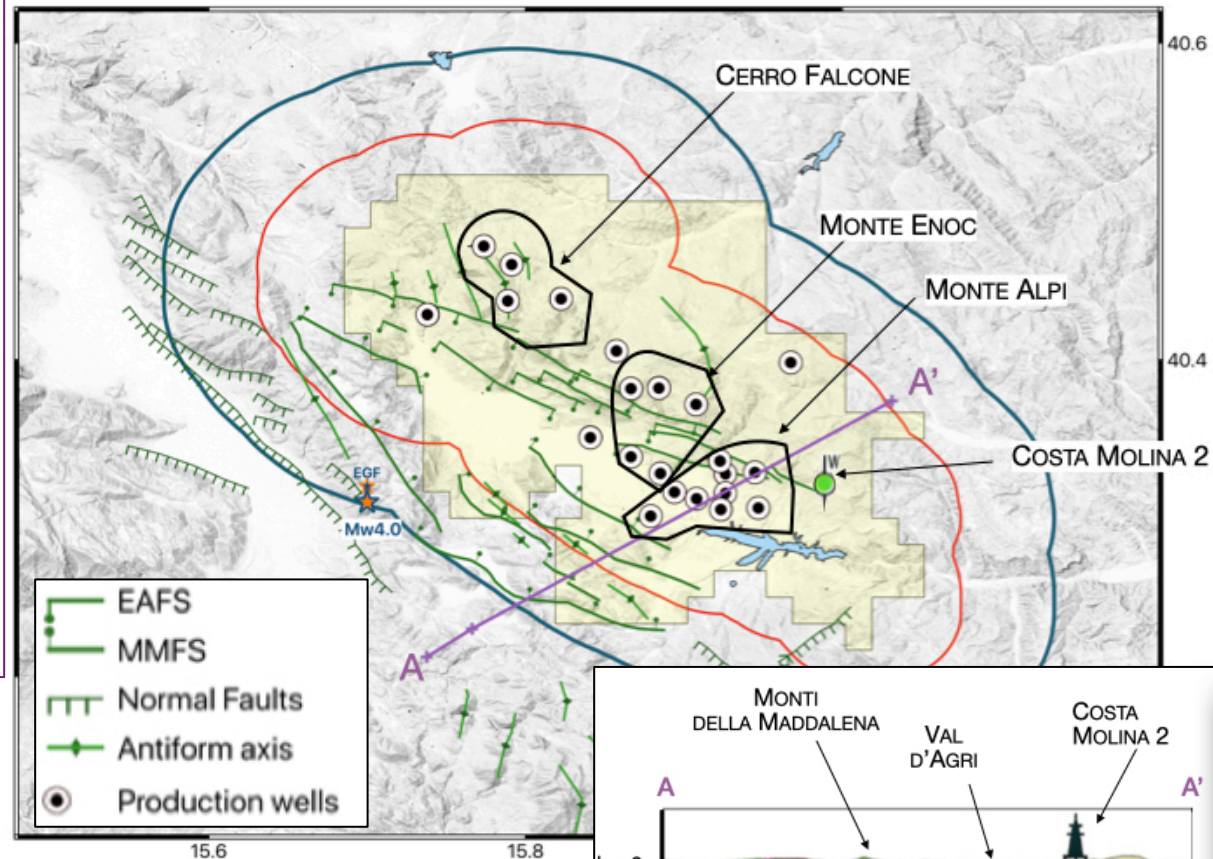 40.6
CERRO FALCONE
MONTE ENOC
MONTE ALPI
40.4
A'
COSTA MOLINA 2
W
EGF
Mw4.0
A
EAFS
MMFS
Normal Faults
Antiform axis
Production wells
15.6
15.8
MONTI
DELLA MADDALENA
VAL
D'AGRI
COSTA
MOLINA 2
A
A'